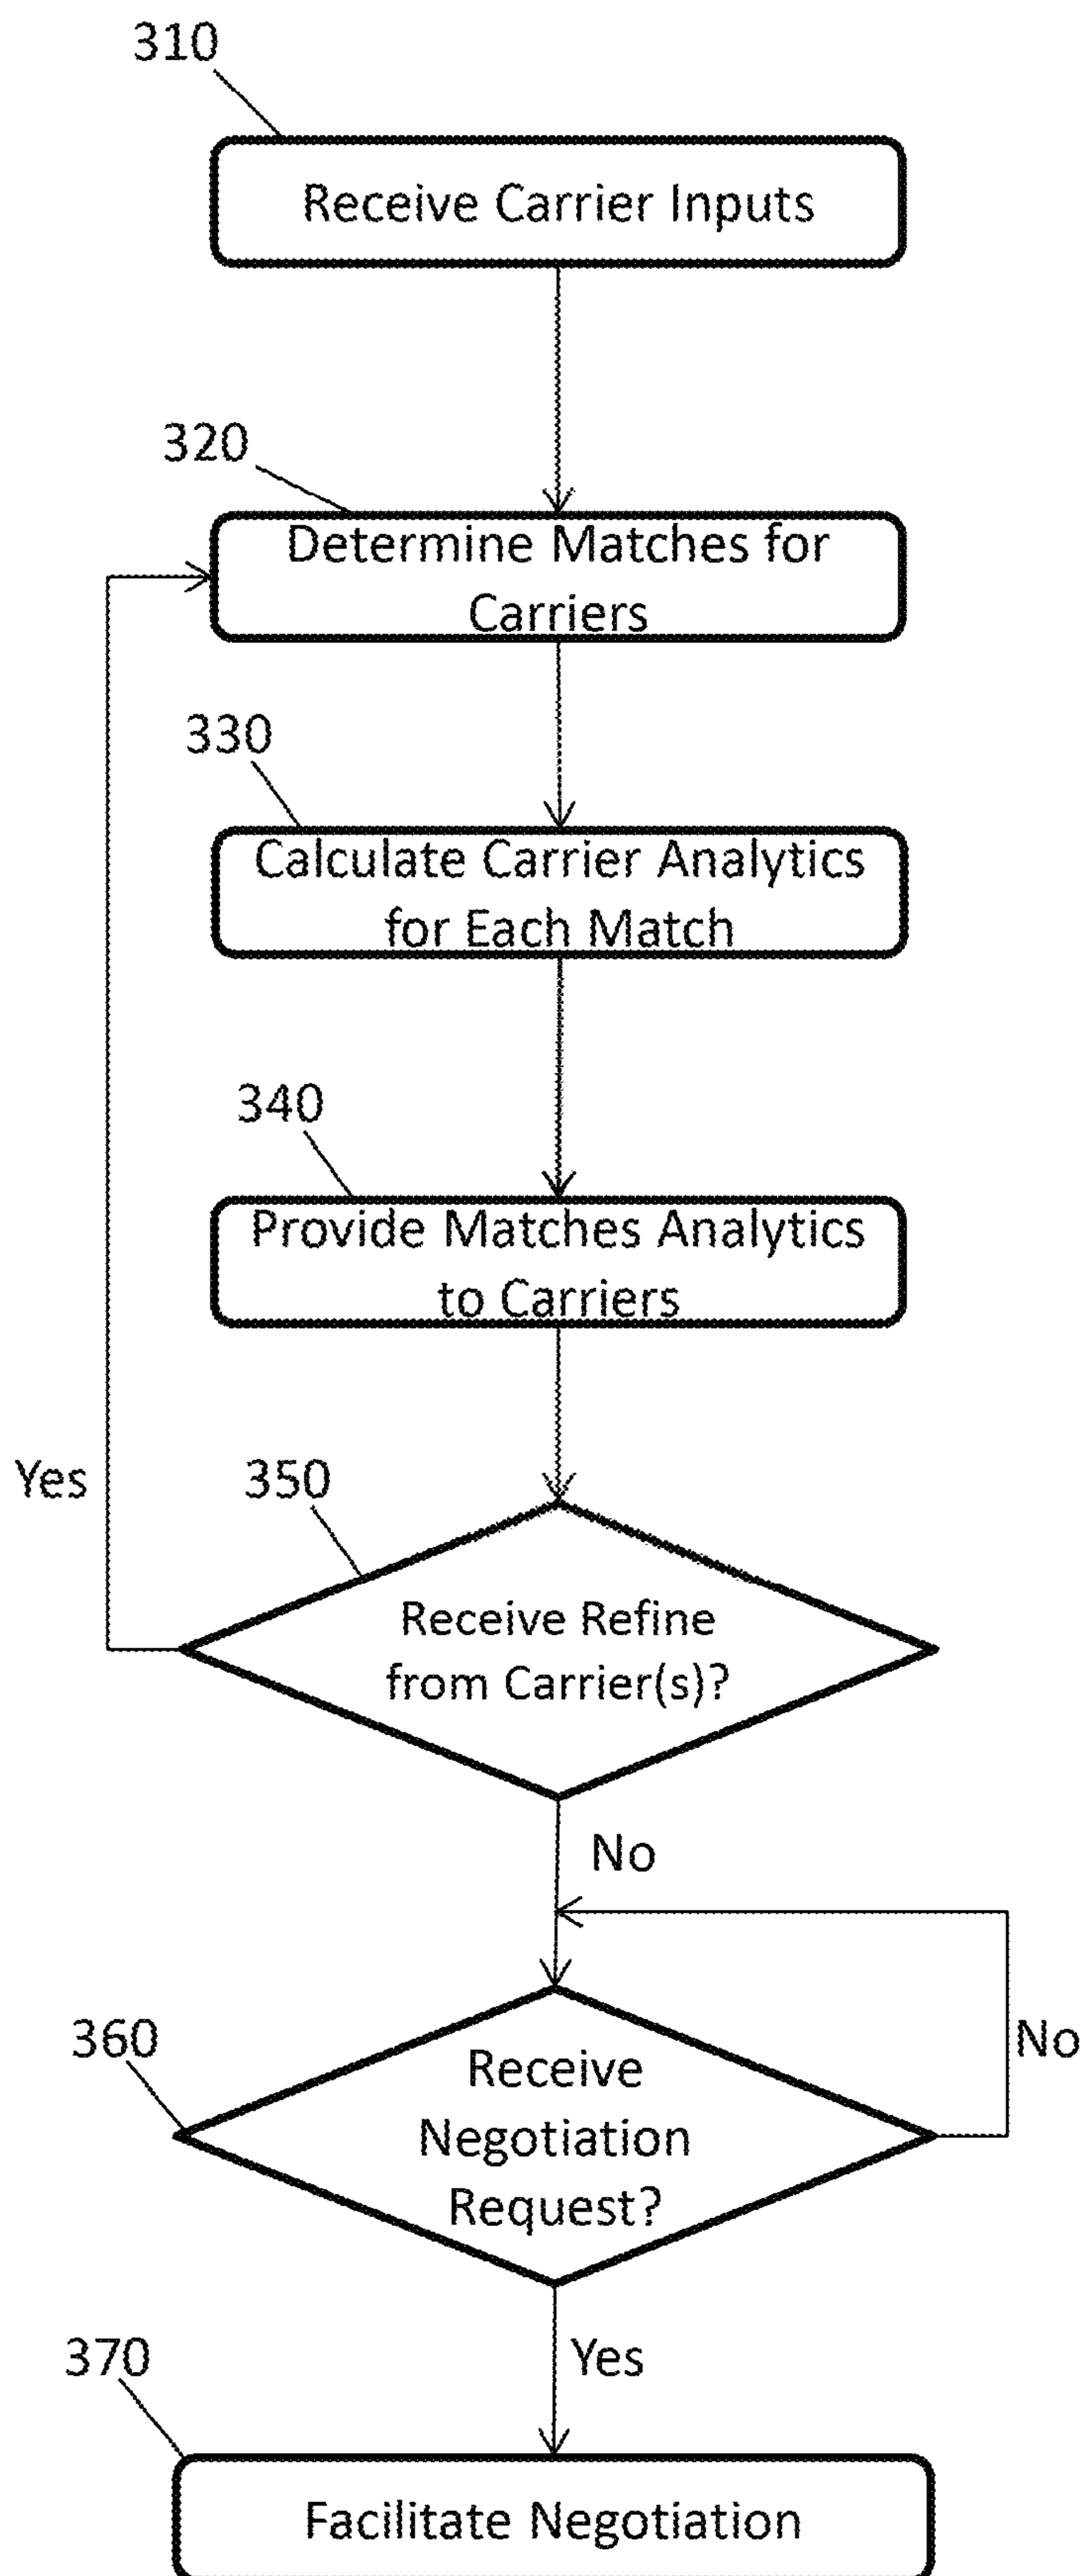 310
Receive Carrier Inputs
320
Determine Matches for
Carriers
330
Calculate Carrier Analytics
for Each Match
340
Provide Matches Analytics
to Carriers
Yes
350
Receive Refine
from Carrier(s)?
No
360
Receive
Negotiation
Request?
No
370
Yes
Facilitate Negotiation